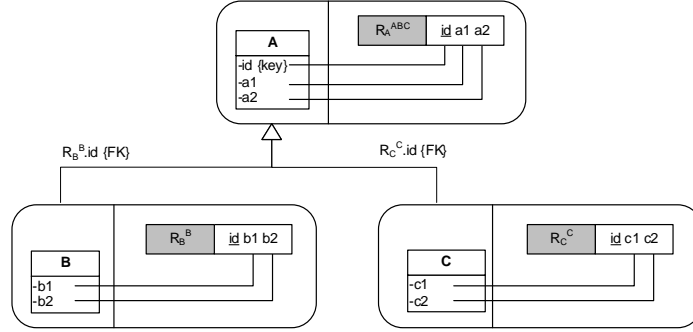 A
-id {key}
-a1
-a2
R_A^ABC id a1 a2
R_B^B.id {FK}
R_C^C.id {FK}
B
-b1
-b2
R_B^B id b1 b2
C
-c1
-c2
R_C^C id c1 c2